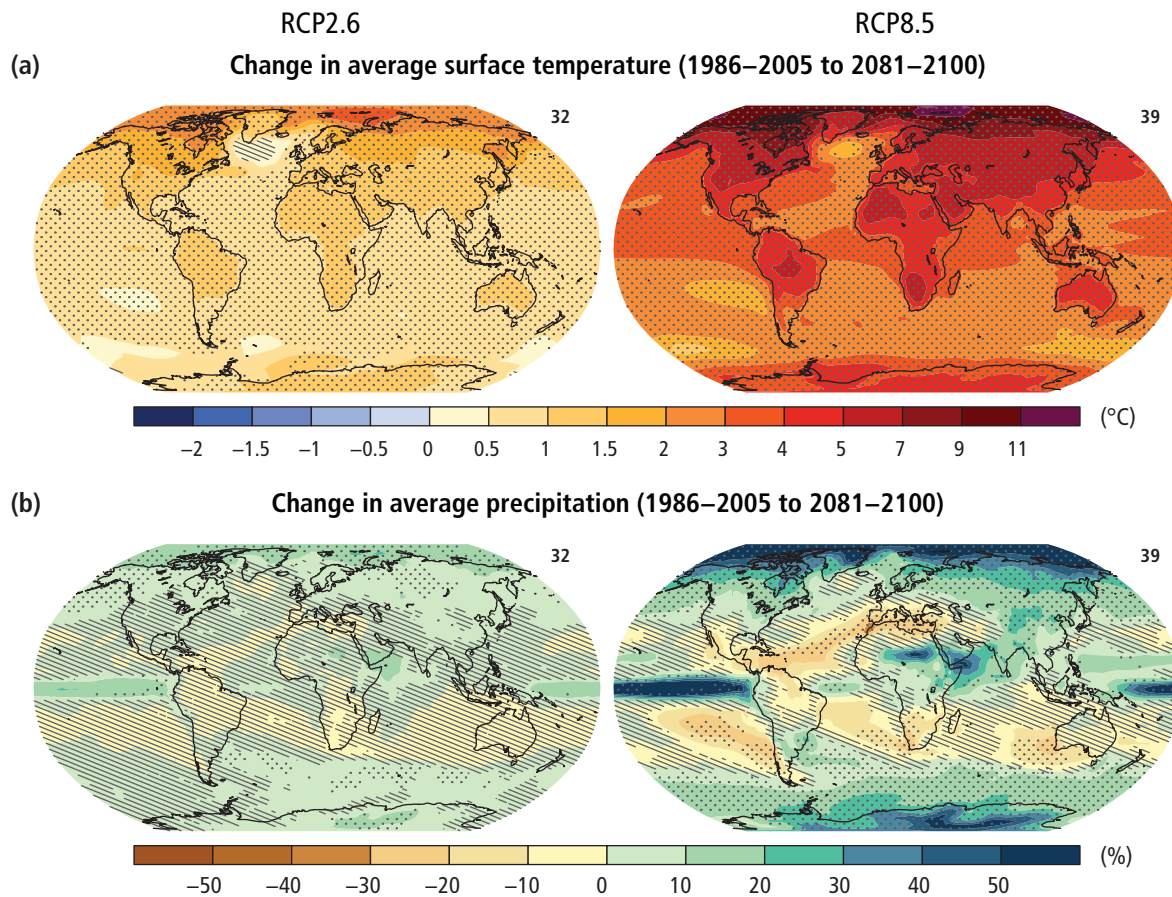 RCP2.6 RCP8.5
(a) Change in average surface temperature (1986–2005 to 2081–2100)
32 39
−2 −1.5 −1 −0.5 0 0.5 1 1.5 2 3 4 5 7 9 11 (°C)
(b) Change in average precipitation (1986–2005 to 2081–2100)
32 39
−50 −40 −30 −20 −10 0 10 20 30 40 50 (%)